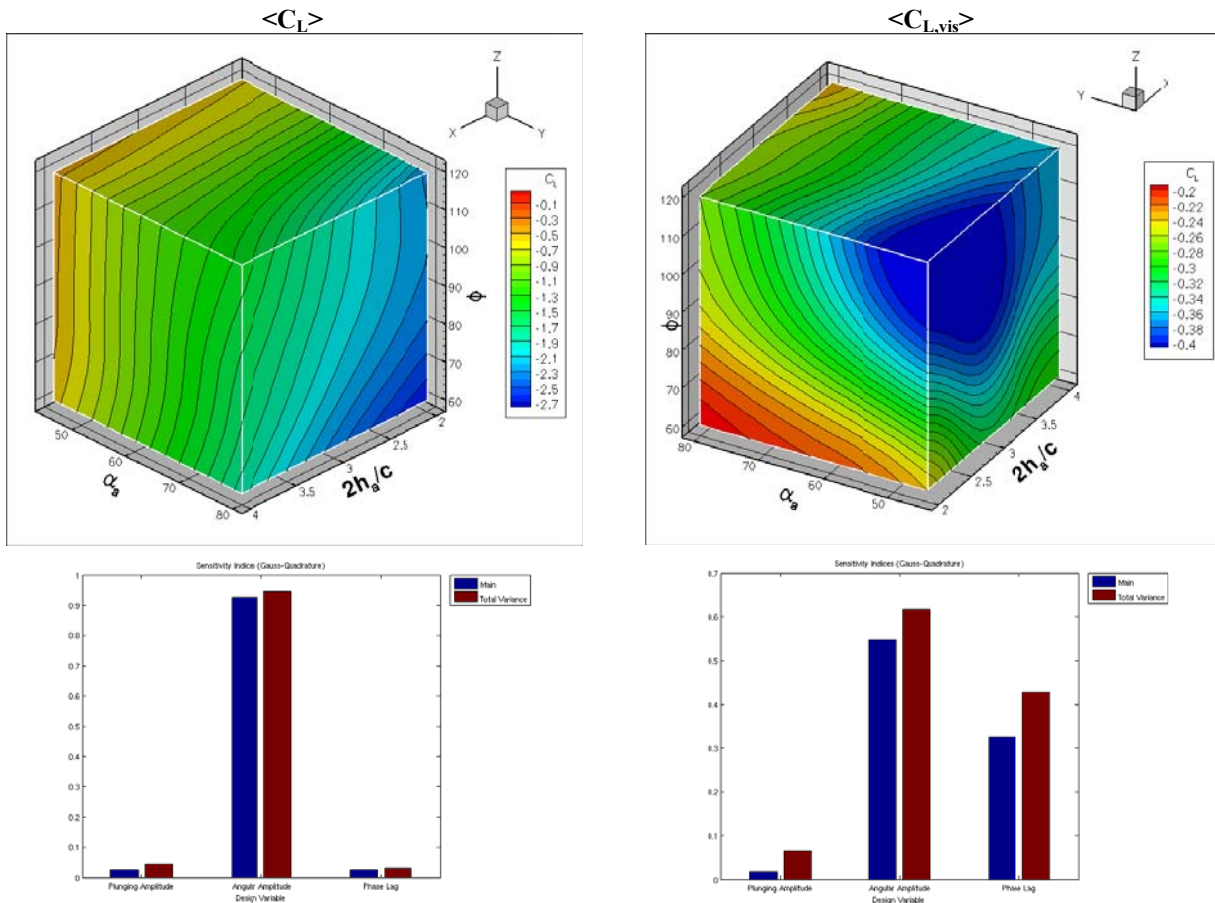 <C_L>
<C_L,vis>
Z
X
Y
120
110
100
90
80
70
60
ϕ
C_L
-0.1
-0.3
-0.5
-0.7
-0.9
-1.1
-1.3
-1.5
-1.7
-1.9
-2.1
-2.3
-2.5
-2.7
50
60
70
80
α_a
4
3.5
3
2.5
2
2h_a/c
Z
Y
X
120
110
100
90
80
70
60
ϕ
C_L
-0.2
-0.22
-0.24
-0.26
-0.28
-0.3
-0.32
-0.34
-0.36
-0.38
-0.4
80
70
60
50
α_a
2
2.5
3
3.5
4
2h_a/c
Sensitivity Indice (Gauss-Quadrature)
Main
Total Variance
1
0.9
0.8
0.7
0.6
0.5
0.4
0.3
0.2
0.1
0
Plunging Amplitude
Angular Amplitude
Phase Lag
Design Variable
Sensitivity Indices (Gauss-Quadrature)
Main
Total Variance
0.7
0.6
0.5
0.4
0.3
0.2
0.1
0
Plunging Amplitude
Angular Amplitude
Phase Lag
Design Variable